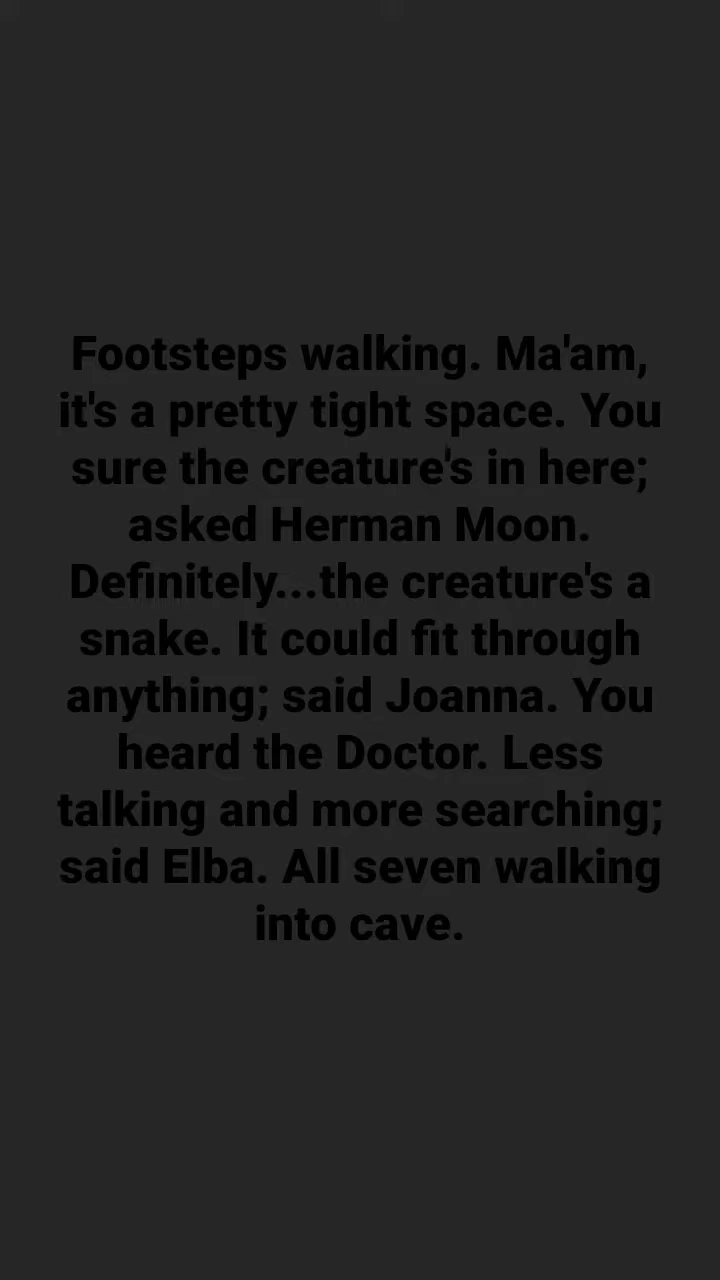 Footsteps walking. Ma'am,
it's a pretty tight space. You
sure the creature's in here;
asked Herman Moon.
Definitely...the creature's a
snake. It could fit through
anything; said Joanna. You
heard the Doctor. Less
talking and more searching;
said Elba. All seven walking
into cave.